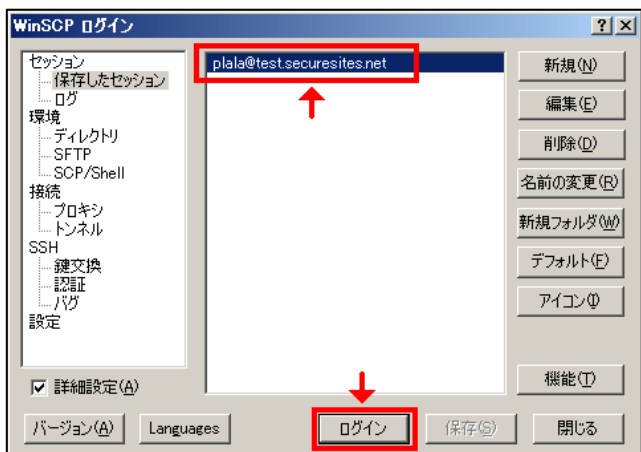 WinSCP ログイン
セッション
保存したセッション
ログ
環境
ディレクトリ
SFTP
SCP/Shell
接続
プロキシ
トンネル
SSH
鍵交換
認証
バグ
設定
plala@test.securesites.net
新規(N)
編集(E)
削除(D)
名前の変更(R)
新規フォルダ(W)
デフォルト(F)
アイコン(I)
機能(T)
詳細設定(A)
バージョン(A)
Languages
ログイン
保存(S)
閉じる